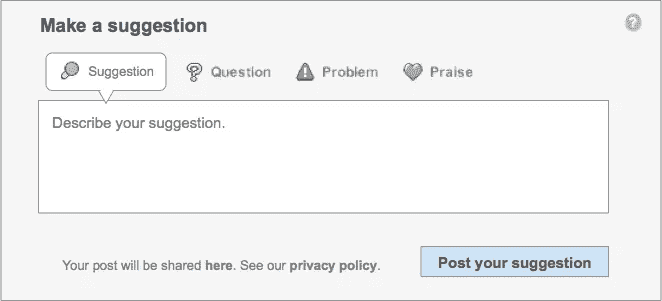 Make a suggestion
?
Suggestion Question Problem Praise
Describe your suggestion.
Your post will be shared here. See our privacy policy.
Post your suggestion